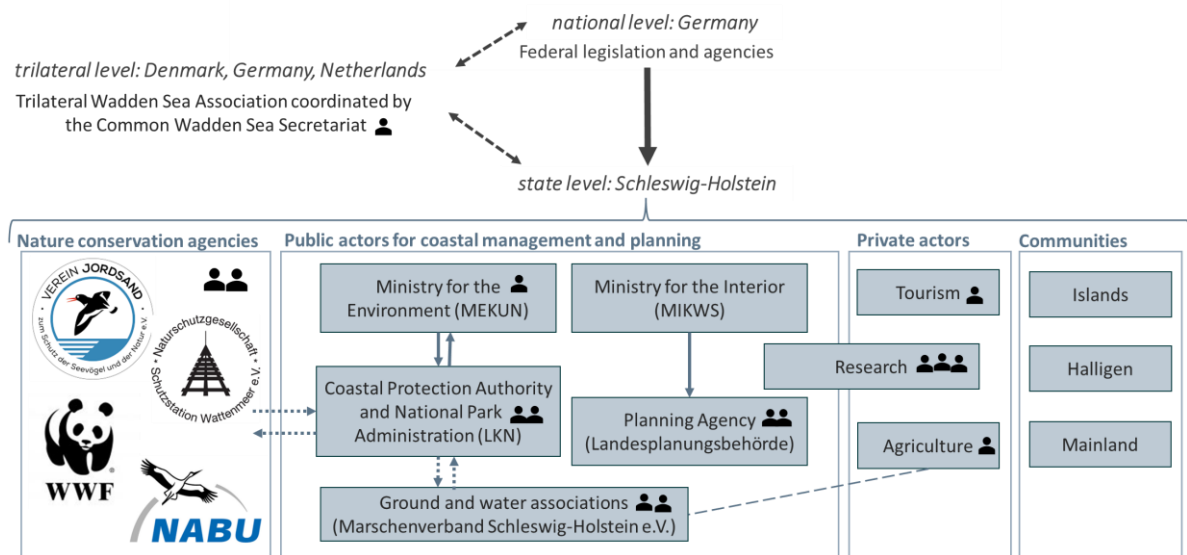 national level: Germany
Federal legislation and agencies
trilateral level: Denmark, Germany, Netherlands
Trilateral Wadden Sea Association coordinated by
the Common Wadden Sea Secretariat
state level: Schleswig-Holstein
Nature conservation agencies
VEREIN JORDSAND
zum Schutz der Seevögel und der Natur e.V.
Naturschutzgesellschaft
Schutzstation Wattenmeer e.V.
WWF
NABU
Public actors for coastal management and planning
Ministry for the
Environment (MEKUN)
Ministry for the Interior
(MIKWS)
Coastal Protection Authority
and National Park
Administration (LKN)
Planning Agency
(Landesplanungsbehörde)
Ground and water associations
(Marschenverband Schleswig-Holstein e.V.)
Private actors
Tourism
Research
Agriculture
Communities
Islands
Halligen
Mainland